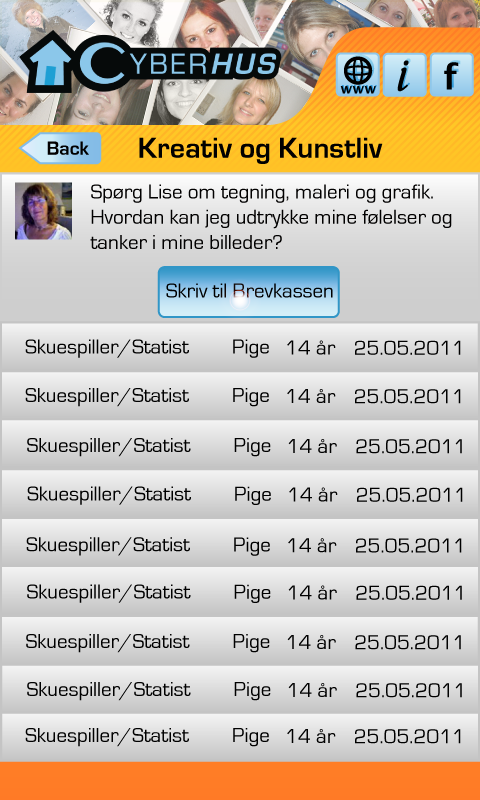 CYBERHUS
WWW
i
f
Back
Kreativ og Kunstliv
Spørg Lise om tegning, maleri og grafik.
Hvordan kan jeg udtrykke mine følelser og
tanker i mine billeder?
Skriv til Brevkassen
Skuespiller/Statist Pige 14 år 25.05.2011
Skuespiller/Statist Pige 14 år 25.05.2011
Skuespiller/Statist Pige 14 år 25.05.2011
Skuespiller/Statist Pige 14 år 25.05.2011
Skuespiller/Statist Pige 14 år 25.05.2011
Skuespiller/Statist Pige 14 år 25.05.2011
Skuespiller/Statist Pige 14 år 25.05.2011
Skuespiller/Statist Pige 14 år 25.05.2011
Skuespiller/Statist Pige 14 år 25.05.2011